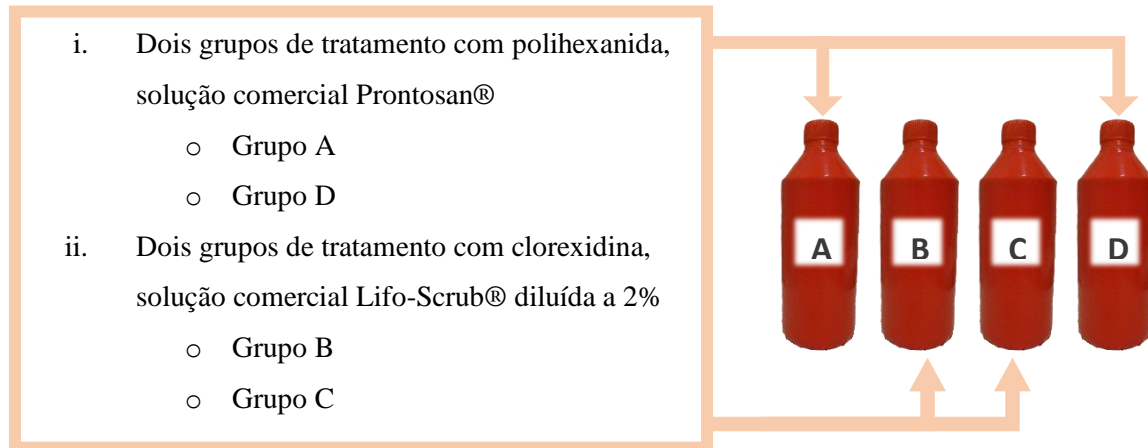 i. Dois grupos de tratamento com polihexanida,
solução comercial Prontosan®
o Grupo A
o Grupo D
ii. Dois grupos de tratamento com clorexidina,
solução comercial Lifo-Scrub® diluída a 2%
o Grupo B
o Grupo C
A B C D